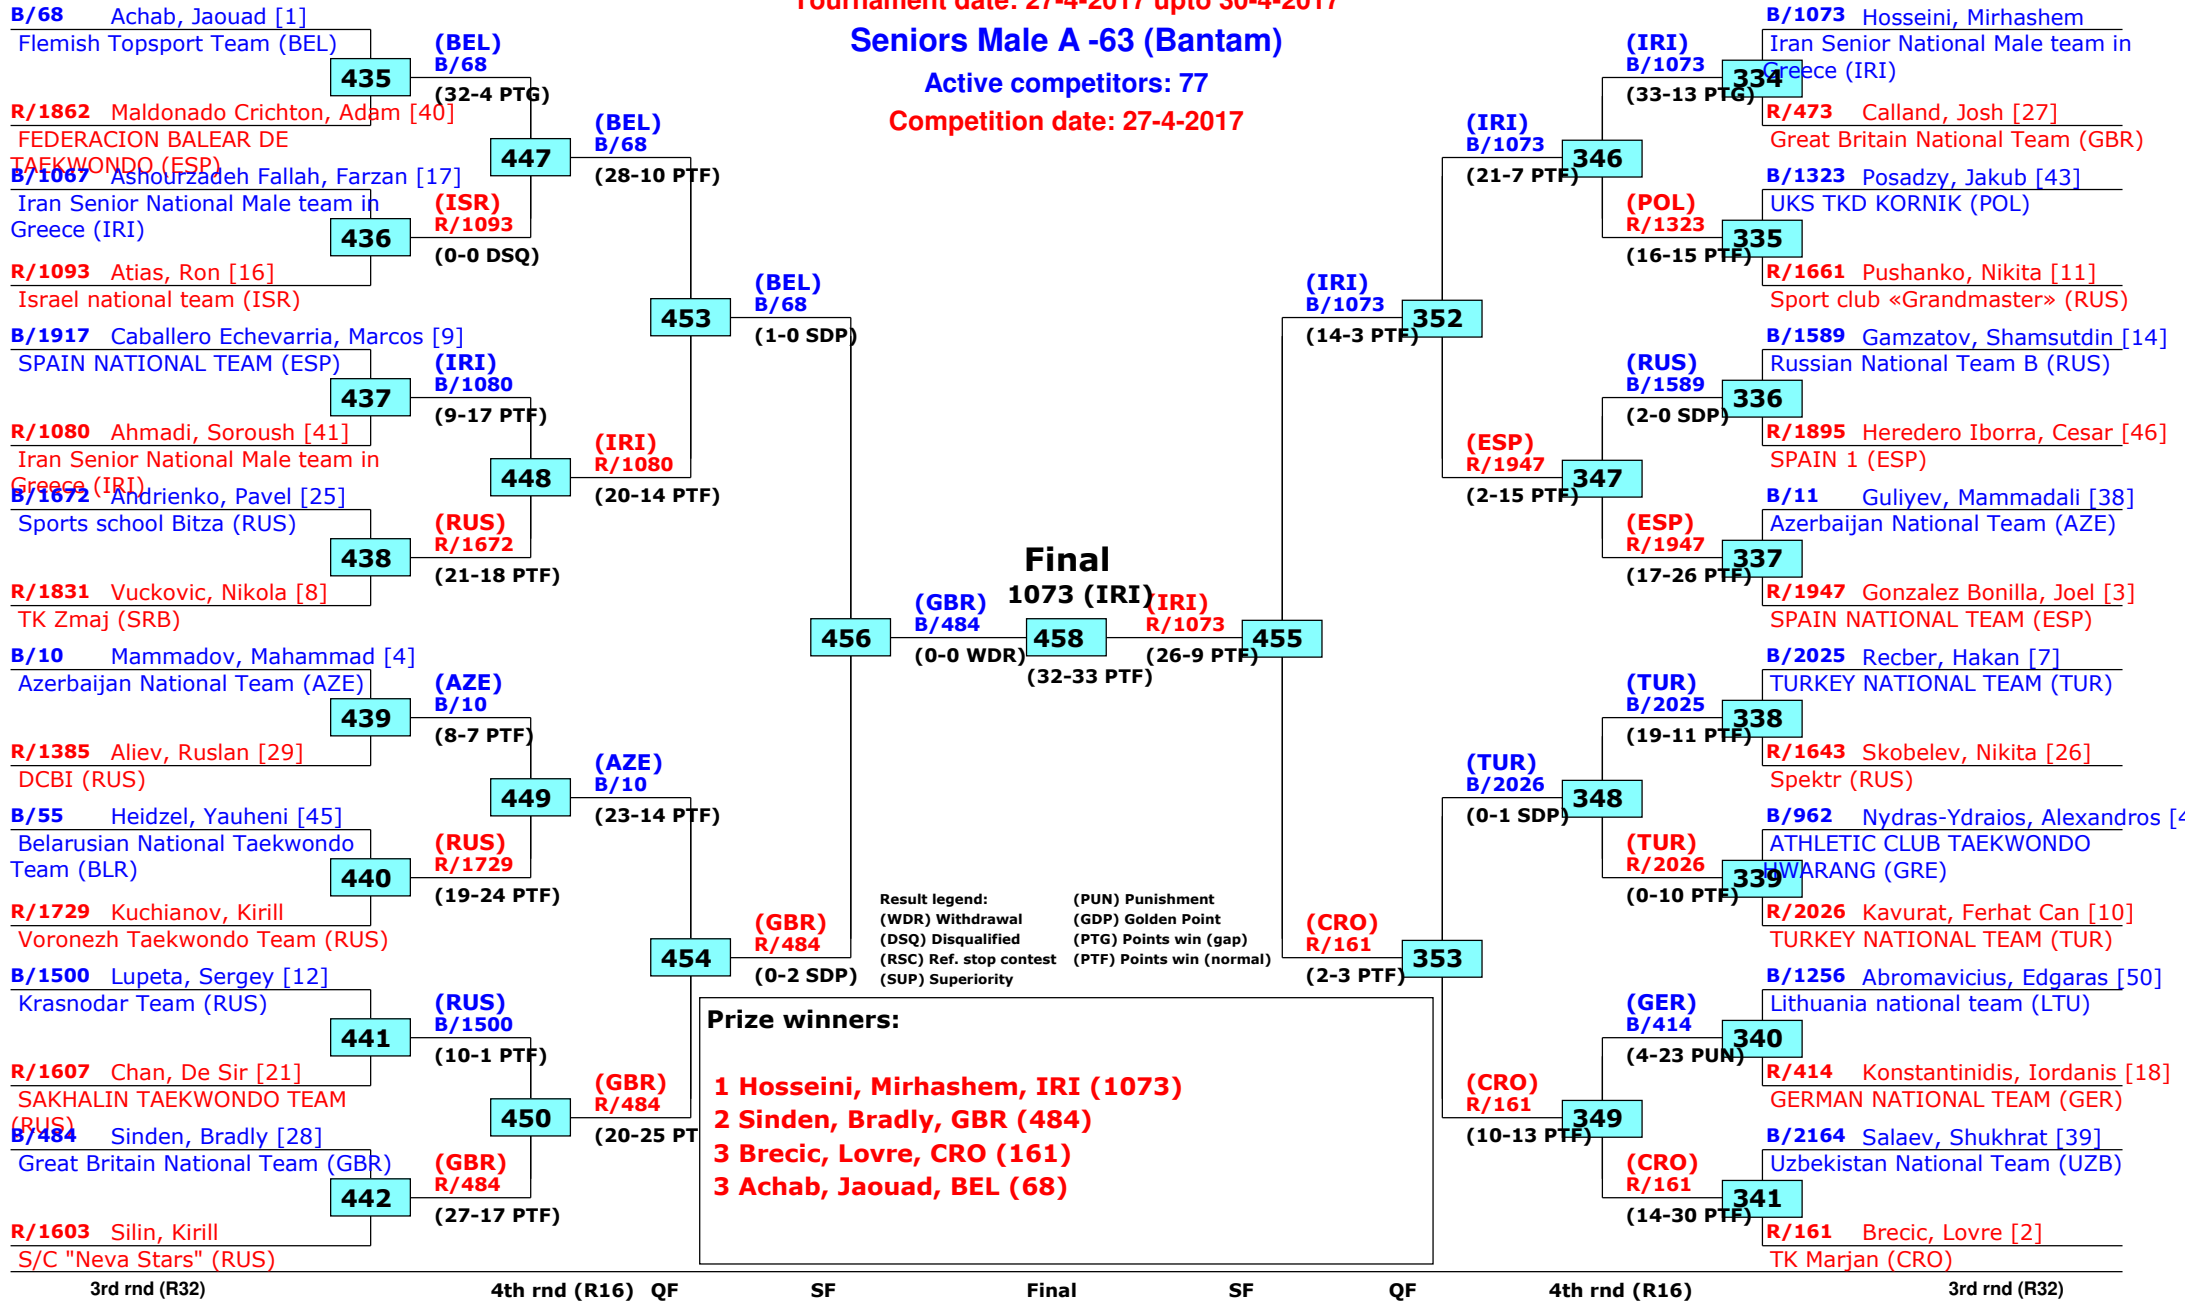 Tournament date: 27-4-2017 upto 30-4-2017
Seniors Male A -63 (Bantam)
Active competitors: 77
Competition date: 27-4-2017
B/68 Achab, Jaouad [1]
Flemish Topsport Team (BEL)
435
R/1862 Maldonado Crichton, Adam [40]
FEDERACION BALEAR DE
TAEKWONDO (ESP)
B/1067 Ashourzadeh Fallah, Farzan [17]
Iran Senior National Male team in
Greece (IRI)
436
R/1093 Atias, Ron [16]
Israel national team (ISR)
B/1917 Caballero Echevarria, Marcos [9]
SPAIN NATIONAL TEAM (ESP)
437
R/1080 Ahmadi, Soroush [41]
Iran Senior National Male team in
Greece (IRI)
B/1672 Andrienko, Pavel [25]
Sports school Bitza (RUS)
438
R/1831 Vuckovic, Nikola [8]
TK Zmaj (SRB)
B/10 Mammadov, Mahammad [4]
Azerbaijan National Team (AZE)
439
R/1385 Aliev, Ruslan [29]
DCBI (RUS)
B/55 Heidzel, Yauheni [45]
Belarusian National Taekwondo
Team (BLR)
440
R/1729 Kuchianov, Kirill
Voronezh Taekwondo Team (RUS)
B/1500 Lupeta, Sergey [12]
Krasnodar Team (RUS)
441
R/1607 Chan, De Sir [21]
SAKHALIN TAEKWONDO TEAM
(RUS)
B/484 Sinden, Bradly [28]
Great Britain National Team (GBR)
442
R/1603 Silin, Kirill
S/C "Neva Stars" (RUS)
(BEL)
B/68
(32-4 PTG)
447
(ISR)
R/1093
(0-0 DSQ)
(IRI)
B/1080
(9-17 PTF)
448
(RUS)
R/1672
(21-18 PTF)
(AZE)
B/10
(8-7 PTF)
449
(RUS)
R/1729
(19-24 PTF)
(RUS)
B/1500
(10-1 PTF)
450
(GBR)
R/484
(27-17 PTF)
(BEL)
B/68
(28-10 PTF)
453
(IRI)
R/1080
(20-14 PTF)
(AZE)
B/10
(23-14 PTF)
454
(GBR)
R/484
(20-25 PT
(BEL)
B/68
(1-0 SDP)
456
(GBR)
R/484
(0-2 SDP)
(GBR)
B/484
(0-0 WDR)
Final
1073 (IRI)
458
(32-33 PTF)
(IRI)
R/1073
(26-9 PTF)
455
(IRI)
B/1073
(14-3 PTF)
352
(CRO)
R/161
(2-3 PTF)
353
(IRI)
B/1073
(21-7 PTF)
346
(ESP)
R/1947
(2-15 PTF)
347
(TUR)
B/2026
(0-1 SDP)
348
(CRO)
R/161
(10-13 PTF)
349
(IRI)
B/1073
(33-13 PTG)
(POL)
R/1323
(16-15 PTF)
(RUS)
B/1589
(2-0 SDP)
(ESP)
R/1947
(17-26 PTF)
(TUR)
B/2025
(19-11 PTF)
(TUR)
R/2026
(0-10 PTF)
(GER)
B/414
(4-23 PUN)
(CRO)
R/161
(14-30 PTF)
B/1073 Hosseini, Mirhashem
Iran Senior National Male team in
Greece (IRI)
334
R/473 Calland, Josh [27]
Great Britain National Team (GBR)
B/1323 Posadzy, Jakub [43]
UKS TKD KORNIK (POL)
335
R/1661 Pushanko, Nikita [11]
Sport club «Grandmaster» (RUS)
B/1589 Gamzatov, Shamsutdin [14]
Russian National Team B (RUS)
336
R/1895 Heredero Iborra, Cesar [46]
SPAIN 1 (ESP)
B/11 Guliyev, Mammadali [38]
Azerbaijan National Team (AZE)
337
R/1947 Gonzalez Bonilla, Joel [3]
SPAIN NATIONAL TEAM (ESP)
B/2025 Recber, Hakan [7]
TURKEY NATIONAL TEAM (TUR)
338
R/1643 Skobelev, Nikita [26]
Spektr (RUS)
B/962 Nydras-Ydraios, Alexandros [4
ATHLETIC CLUB TAEKWONDO
HWARANG (GRE)
339
R/2026 Kavurat, Ferhat Can [10]
TURKEY NATIONAL TEAM (TUR)
B/1256 Abromavicius, Edgaras [50]
Lithuania national team (LTU)
340
R/414 Konstantinidis, Iordanis [18]
GERMAN NATIONAL TEAM (GER)
B/2164 Salaev, Shukhrat [39]
Uzbekistan National Team (UZB)
341
R/161 Brecic, Lovre [2]
TK Marjan (CRO)
Result legend: (PUN) Punishment
(WDR) Withdrawal (GDP) Golden Point
(DSQ) Disqualified (PTG) Points win (gap)
(RSC) Ref. stop contest (PTF) Points win (normal)
(SUP) Superiority
Prize winners:
1 Hosseini, Mirhashem, IRI (1073)
2 Sinden, Bradly, GBR (484)
3 Brecic, Lovre, CRO (161)
3 Achab, Jaouad, BEL (68)
3rd rnd (R32) 4th rnd (R16) QF SF Final SF QF 4th rnd (R16) 3rd rnd (R32)